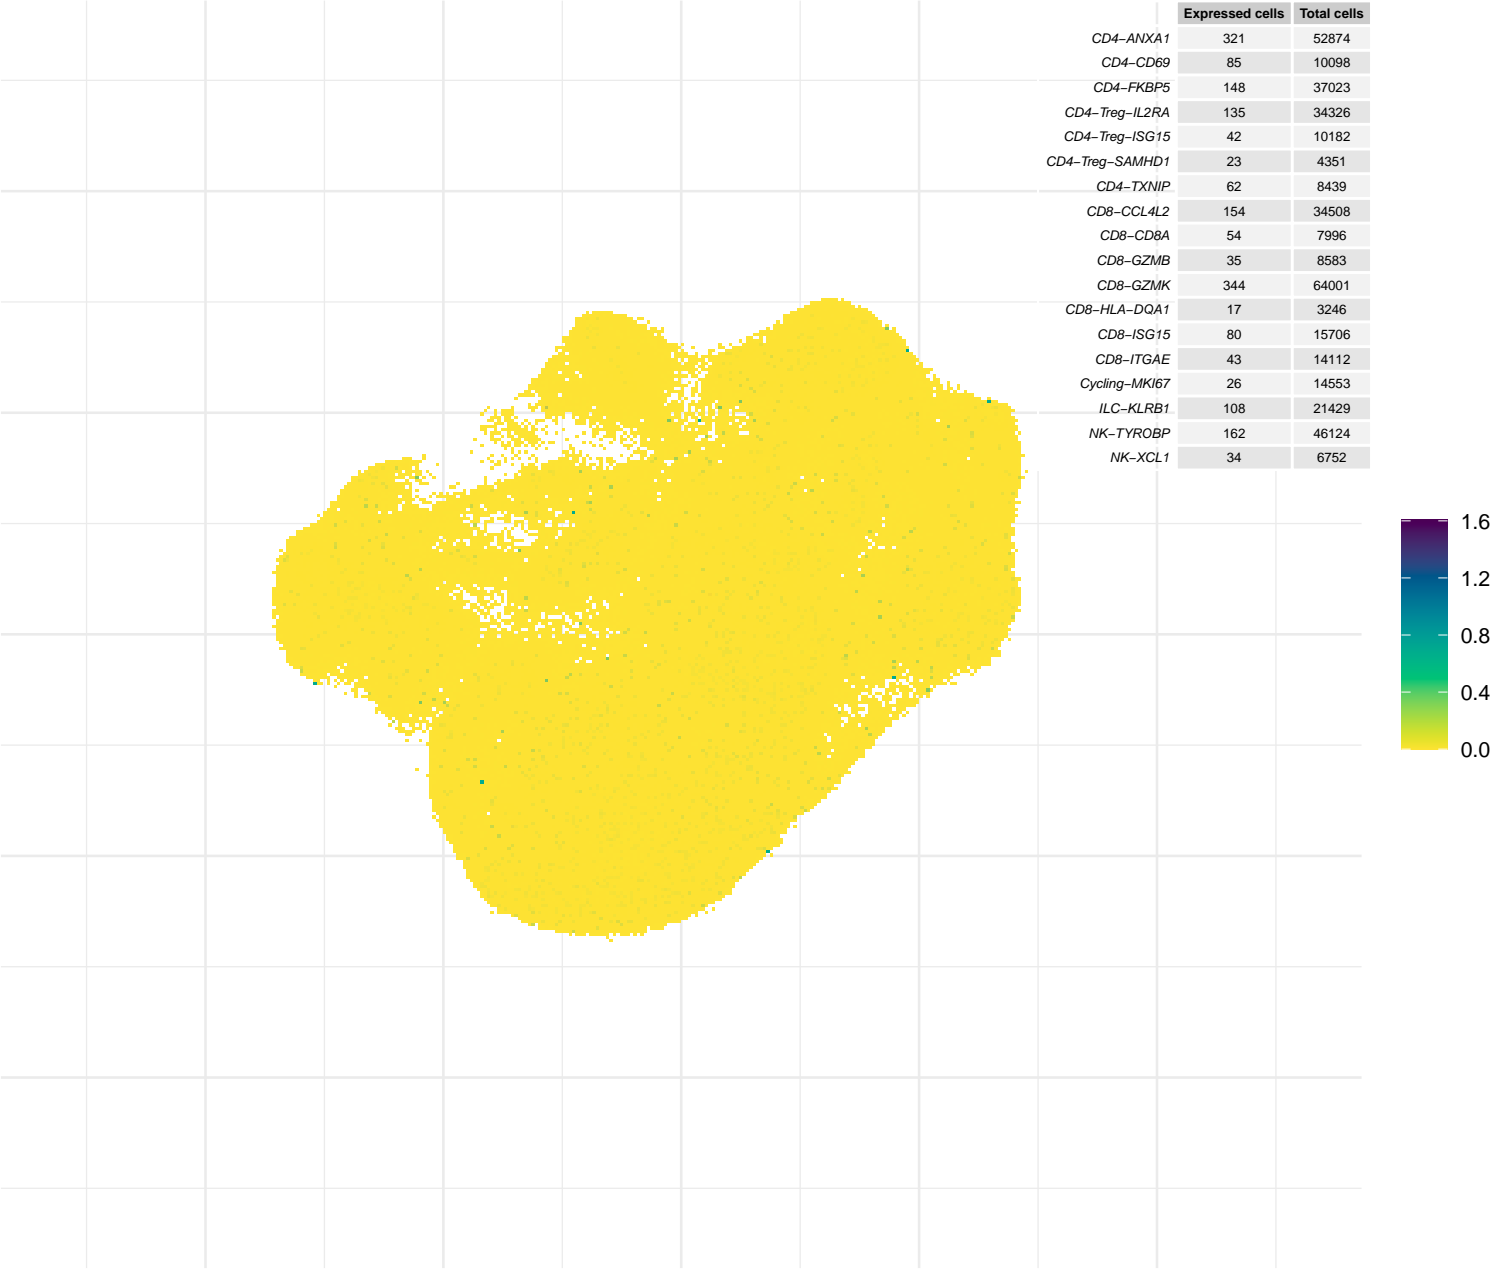 Expressed cells Total cells
CD4−ANXA1 321 52874
CD4−CD69 85 10098
CD4−FKBP5 148 37023
CD4−Treg−IL2RA 135 34326
CD4−Treg−ISG15 42 10182
CD4−Treg−SAMHD1 23 4351
CD4−TXNIP 62 8439
CD8−CCL4L2 154 34508
CD8−CD8A 54 7996
CD8−GZMB 35 8583
CD8−GZMK 344 64001
CD8−HLA−DQA1 17 3246
CD8−ISG15 80 15706
CD8−ITGAE 43 14112
Cycling−MKI67 26 14553
ILC−KLRB1 108 21429
NK−TYROBP 162 46124
NK−XCL1 34 6752
1.6
1.2
0.8
0.4
0.0